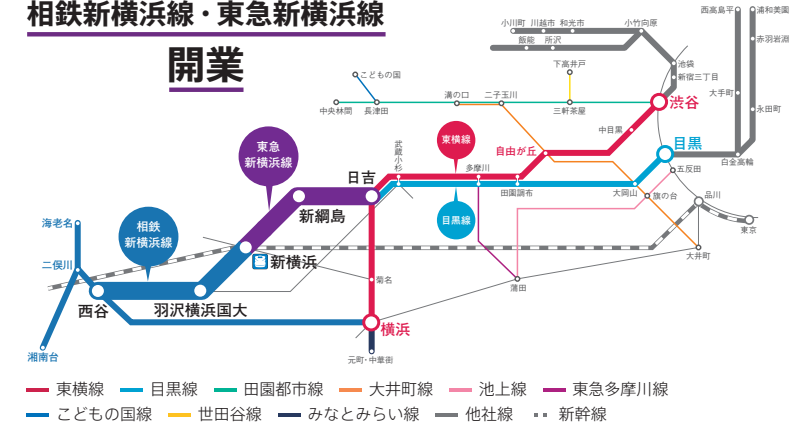 相鉄新横浜線・東急新横浜線
開業
小川町 川越市 和光市
小竹向原
飯能 所沢
西高島平
浦和美園
赤羽岩淵
池袋
新宿三丁目
大手町
永田町
こどもの国
下高井戸
中央林間 長津田
溝の口
二子玉川
三軒茶屋
渋谷
中目黒
目黒
白金高輪
東急
新横浜線
武蔵小杉
東横線
自由が丘
多摩川
五反田
日吉
田園調布
大岡山
旗の台
品川
東京
新綱島
目黒線
大井町
相鉄
新横浜線
海老名
二俣川
新横浜
菊名
蒲田
西谷
羽沢横浜国大
横浜
湘南台
元町・中華街
東横線 目黒線 田園都市線 大井町線 池上線 東急多摩川線
こどもの国線 世田谷線 みなとみらい線 他社線 新幹線